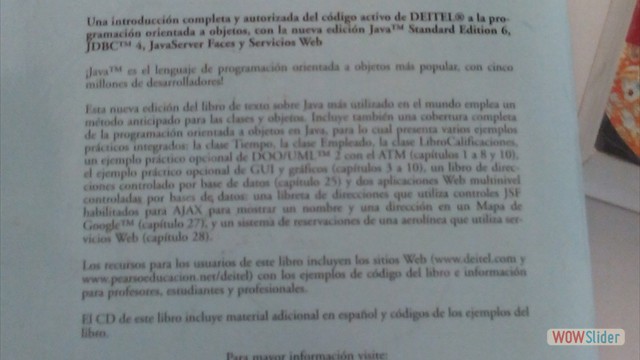 Una introducción completa y autorizada del código activo de DEITEL® a la pro-
gramación orientada a objetos, con la nueva edición Java™ Standard Edition 6,
JDBC™ 4, JavaServer Faces y Servicios Web
¡Java™ es el lenguaje de programación orientada a objetos más popular, con cinco
millones de desarrolladores!
Esta nueva edición del libro de texto sobre Java más utilizado en el mundo emplea un
método anticipado para las clases y objetos. Incluye también una cobertura completa
de la programación orientada a objetos en Java, para lo cual presenta varios ejemplos
prácticos integrados: la clase Tiempo, la clase Empleado, la clase LibroCalificaciones,
un ejemplo práctico opcional de DOO/UML™ 2 con el ATM (capítulos 1 a 8 y 10),
el ejemplo práctico opcional de GUI y gráficos (capítulos 3 a 10), un libro de direc-
ciones controlado por base de datos (capítulo 25) y dos aplicaciones Web multinivel
controladas por bases de datos: una libreta de direcciones que utiliza controles JSF
habilitados para AJAX para mostrar un nombre y una dirección en un Mapa de
Google™ (capítulo 27), y un sistema de reservaciones de una aerolínea que utiliza ser-
vicios Web (capítulo 28).
Los recursos para los usuarios de este libro incluyen los sitios Web (www.deitel.com y
www.pearsoneducacion.net/deitel) con los ejemplos de código del libro e información
para profesores, estudiantes y profesionales.
El CD de este libro incluye material adicional en español y códigos de los ejemplos del
libro.
Para mayor información visite:
WOWSlider